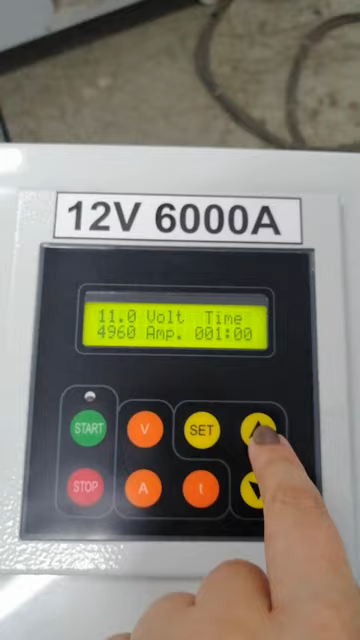 12V 6000A
11.0 Volt Time
4960 Amp. 001:00
START V SET
STOP A t